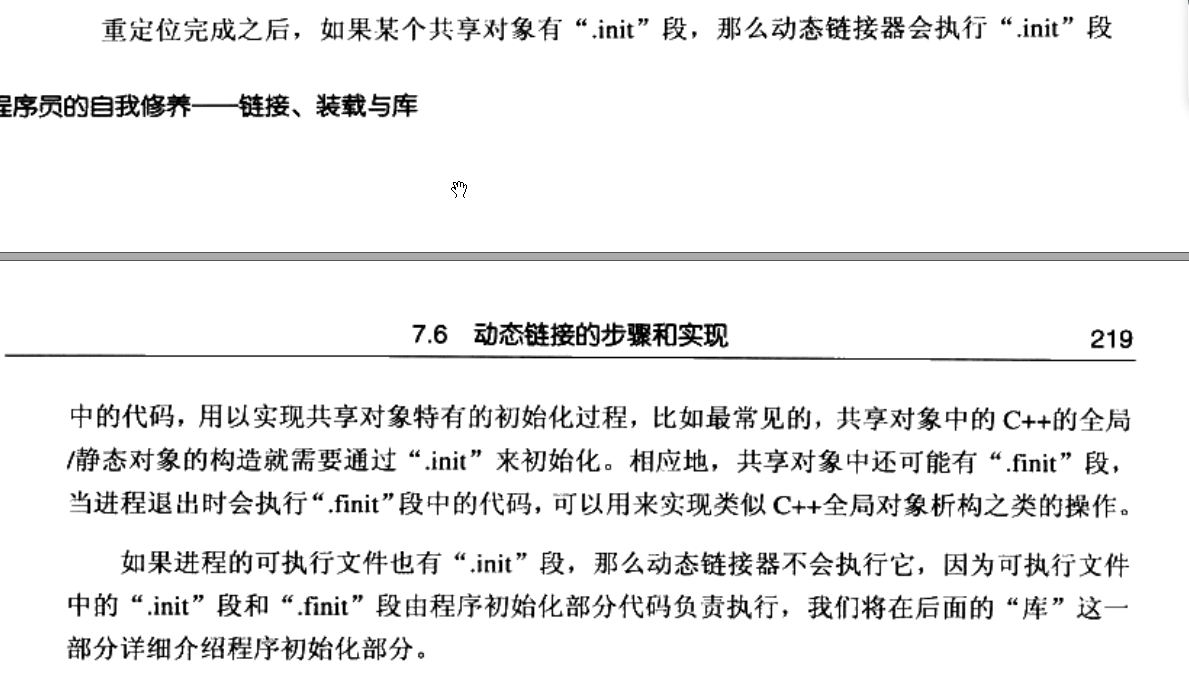 重定位完成之后，如果某个共享对象有“.init”段，那么动态链接器会执行“.init”段
程序员的自我修养——链接、装载与库
7.6 动态链接的步骤和实现 219
中的代码，用以实现共享对象特有的初始化过程，比如最常见的，共享对象中的 C++的全局
/静态对象的构造就需要通过“.init”来初始化。相应地，共享对象中还可能有“.finit”段，
当进程退出时会执行“.finit”段中的代码，可以用来实现类似 C++全局对象析构之类的操作。
如果进程的可执行文件也有“.init”段，那么动态链接器不会执行它，因为可执行文件
中的“.init”段和“.finit”段由程序初始化部分代码负责执行，我们将在后面的“库”这一
部分详细介绍程序初始化部分。